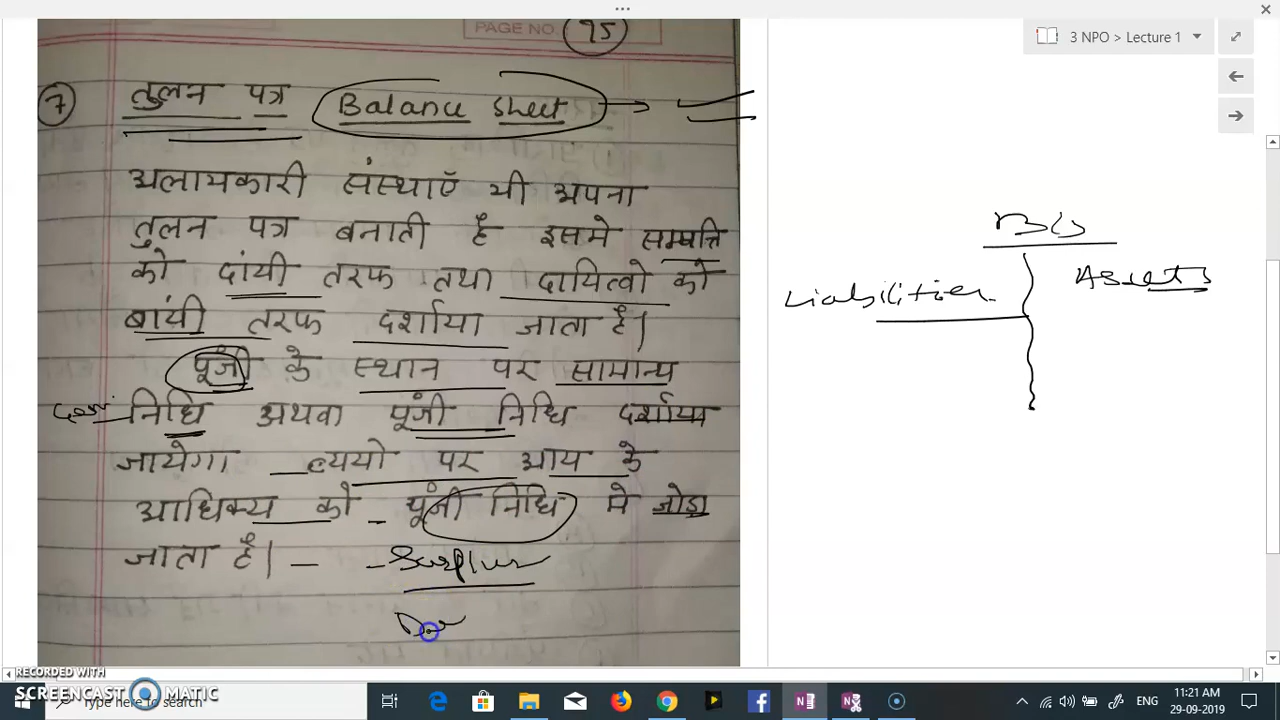 PAGE NO. 95
3 NPO > Lecture 1
7 तुलन पत्र Balance Sheet
अलाभकारी संस्थाएँ भी अपना
तुलन पत्र बनाती है इसमे सम्पत्ति
को दांयी तरफ तथा दायित्वो को
बांयी तरफ दर्शाया जाता है।
पूंजी के स्थान पर सामान्य
निधि अथवा पूंजी निधि दर्शाया
जायेगा व्ययो पर आय के
आधिक्य को पूंजी निधि मे जोडा
जाता है। Surplus
B/S
Liabilities Assets
RECORDED WITH
SCREENCAST MATIC
Type here to search
ENG
11:21 AM
29-09-2019